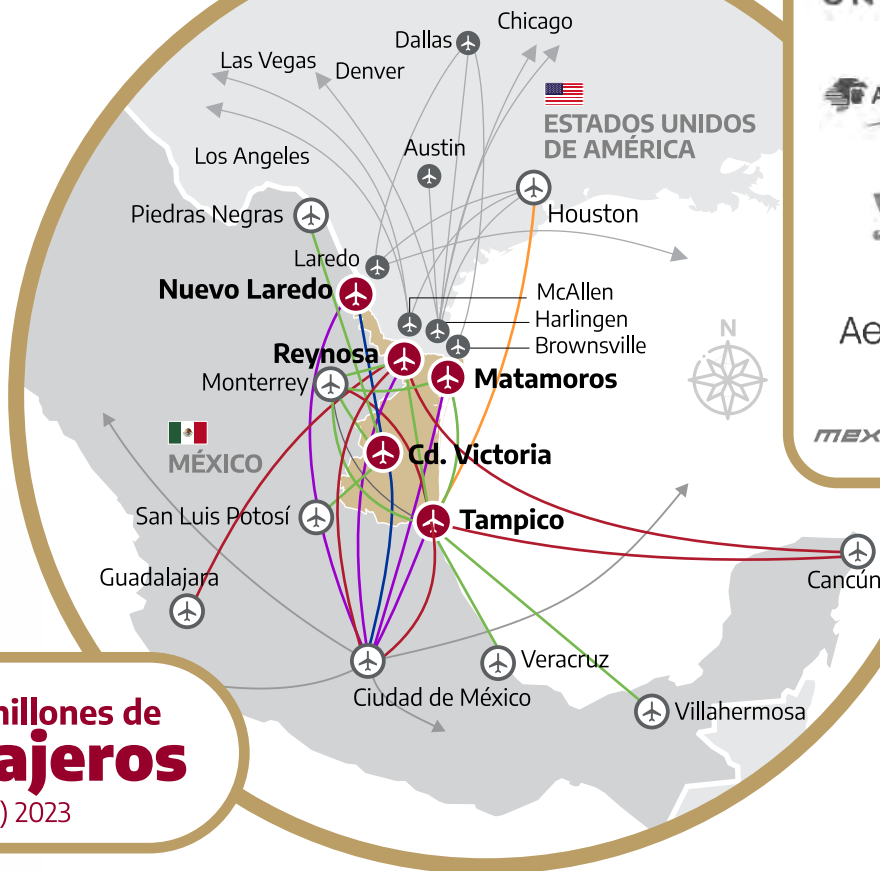 Chicago
Dallas
Las Vegas
Denver
ESTADOS UNIDOS
DE AMÉRICA
Austin
Los Angeles
Piedras Negras
Houston
Laredo
Nuevo Laredo
McAllen
Harlingen
Brownsville
N
Reynosa
Monterrey
Matamoros
MÉXICO
Cd. Victoria
San Luis Potosí
Tampico
Guadalajara
Cancún
Veracruz
Ciudad de México
Villahermosa
millones de
ajeros
) 2023
Ae